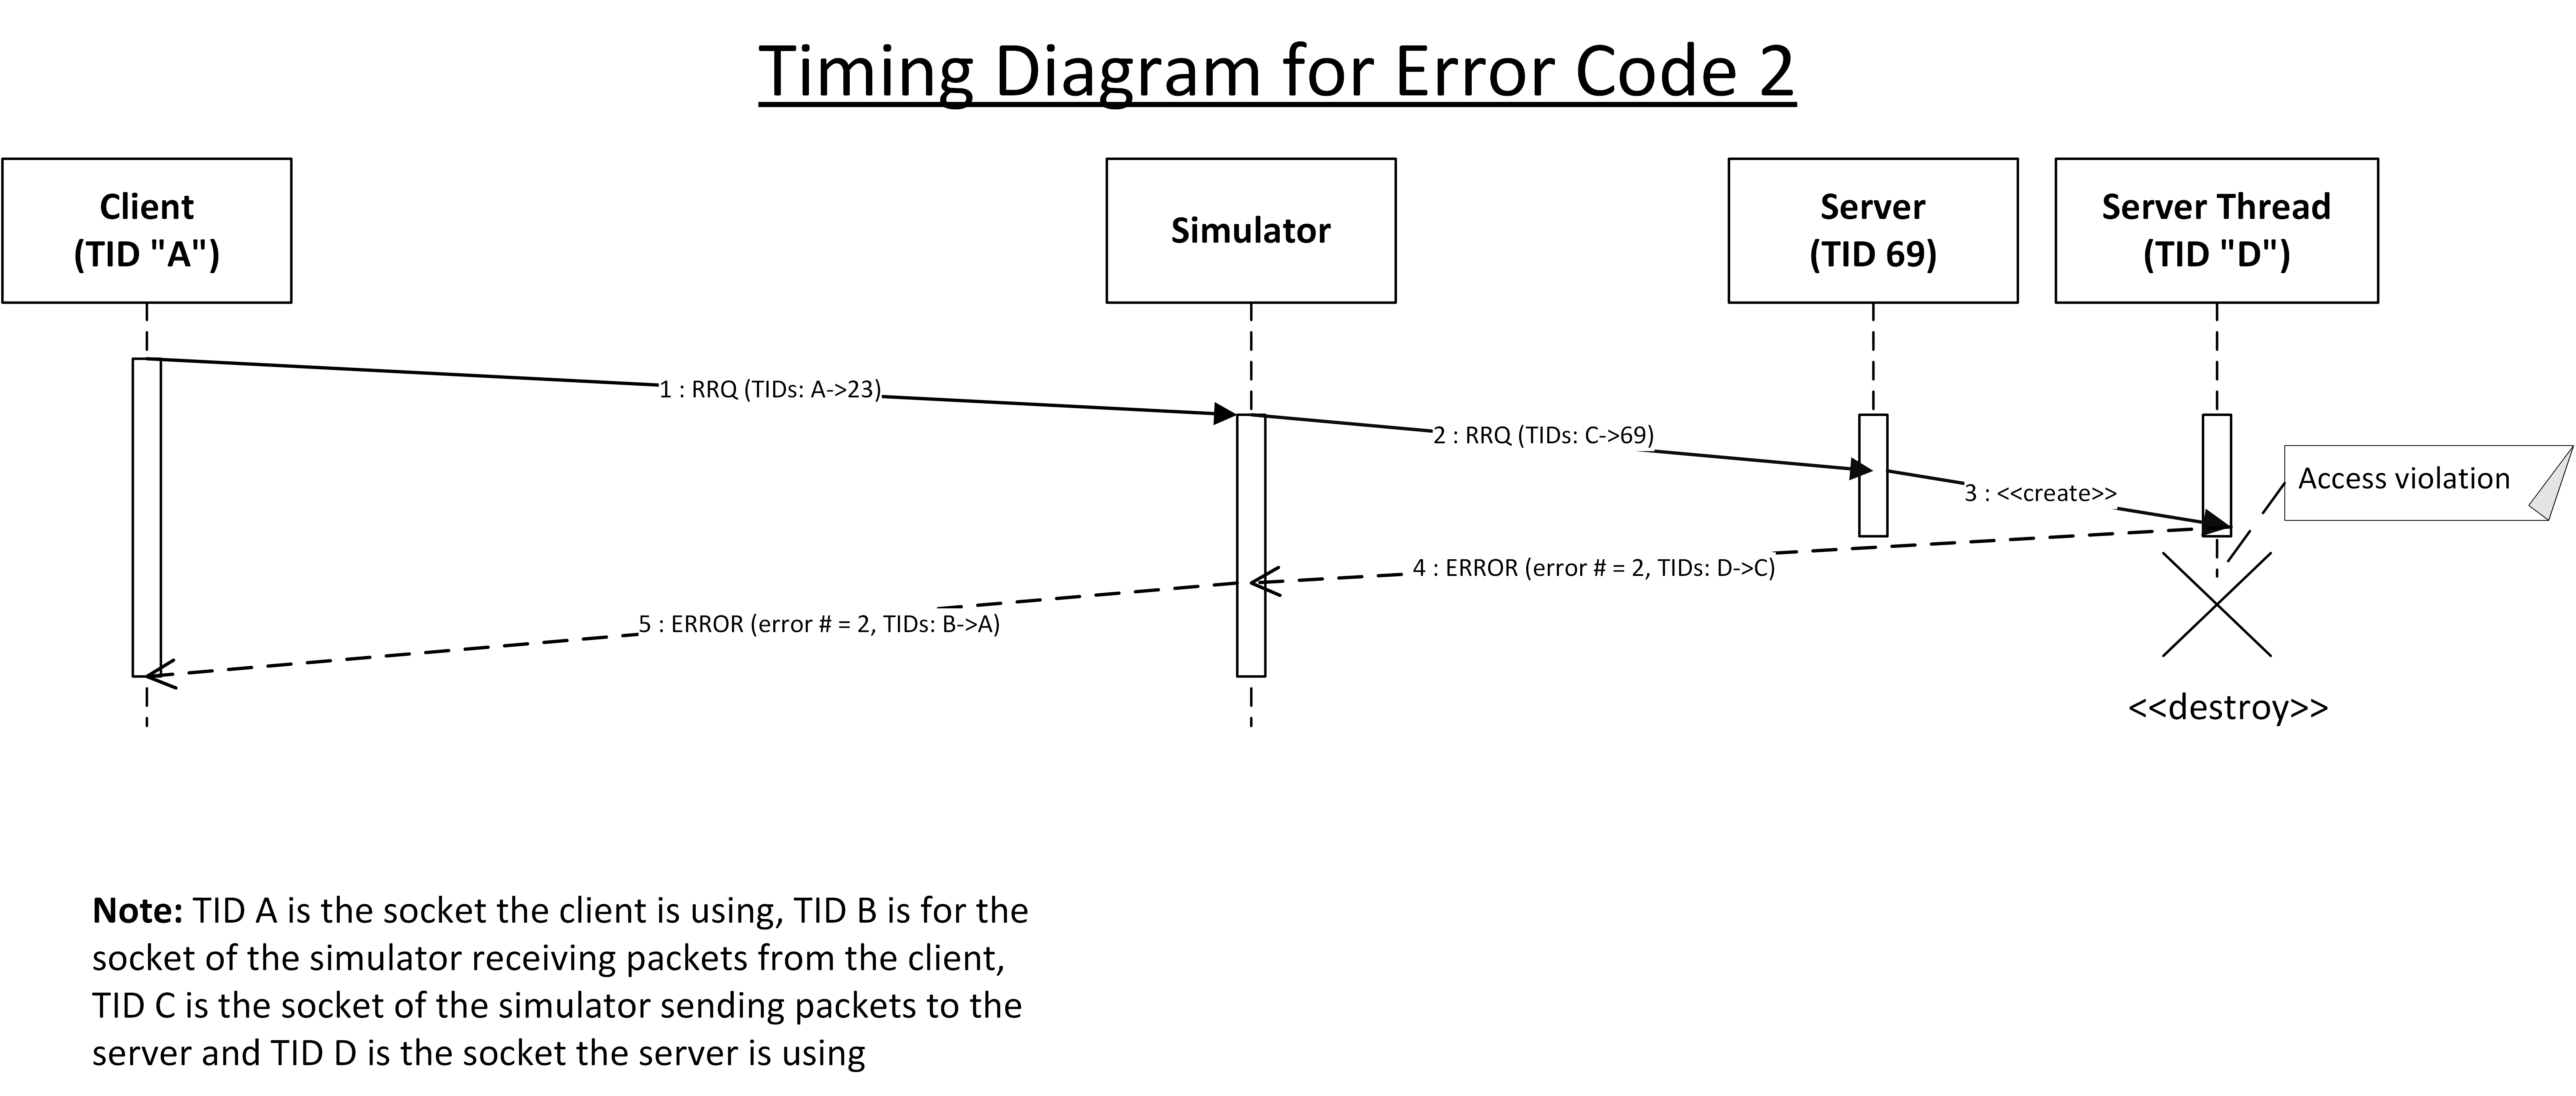 Timing Diagram for Error Code 2
Client
(TID "A")
Simulator
Server
(TID 69)
Server Thread
(TID "D")
1 : RRQ (TIDs: A->23)
2 : RRQ (TIDs: C->69)
Access violation
3 : <<create>>
4 : ERROR (error # = 2, TIDs: D->C)
5 : ERROR (error # = 2, TIDs: B->A)
<<destroy>>
Note: TID A is the socket the client is using, TID B is for the
socket of the simulator receiving packets from the client,
TID C is the socket of the simulator sending packets to the
server and TID D is the socket the server is using